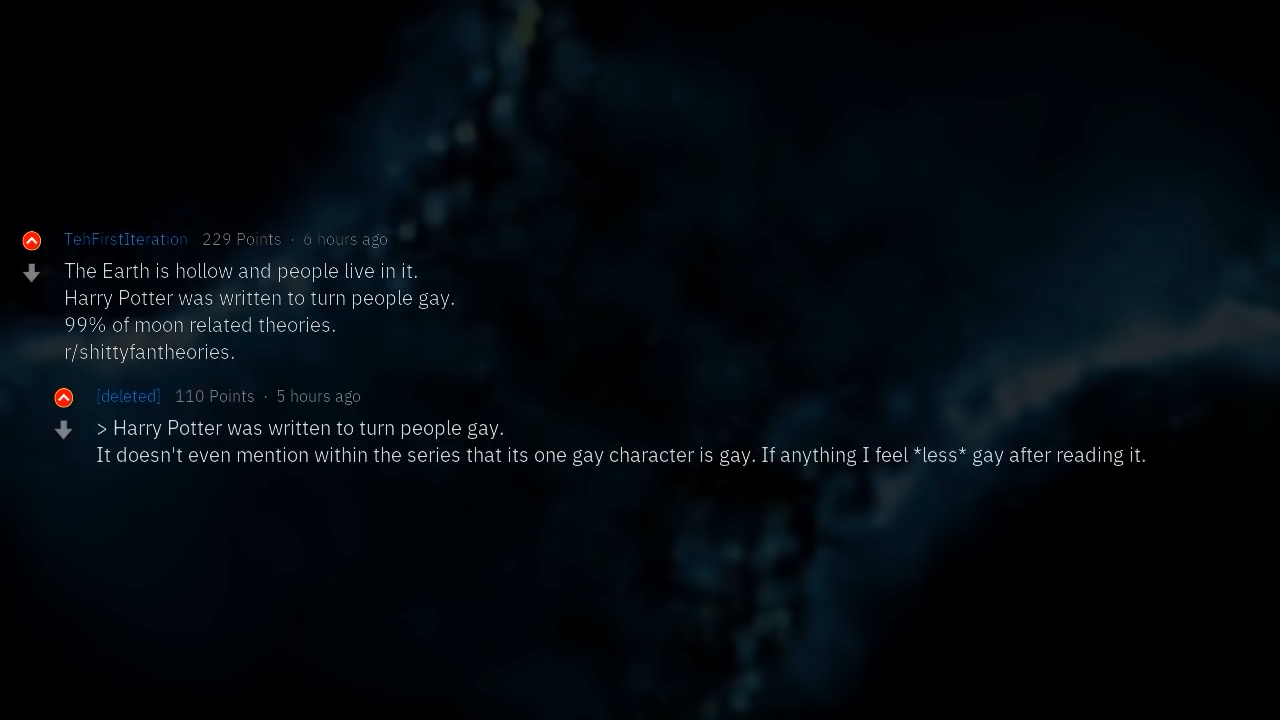 TehFirstIteration 229 Points · 6 hours ago
The Earth is hollow and people live in it.
Harry Potter was written to turn people gay.
99% of moon related theories.
r/shittyfantheories.
[deleted] 110 Points · 5 hours ago
> Harry Potter was written to turn people gay.
It doesn't even mention within the series that its one gay character is gay. If anything I feel *less* gay after reading it.